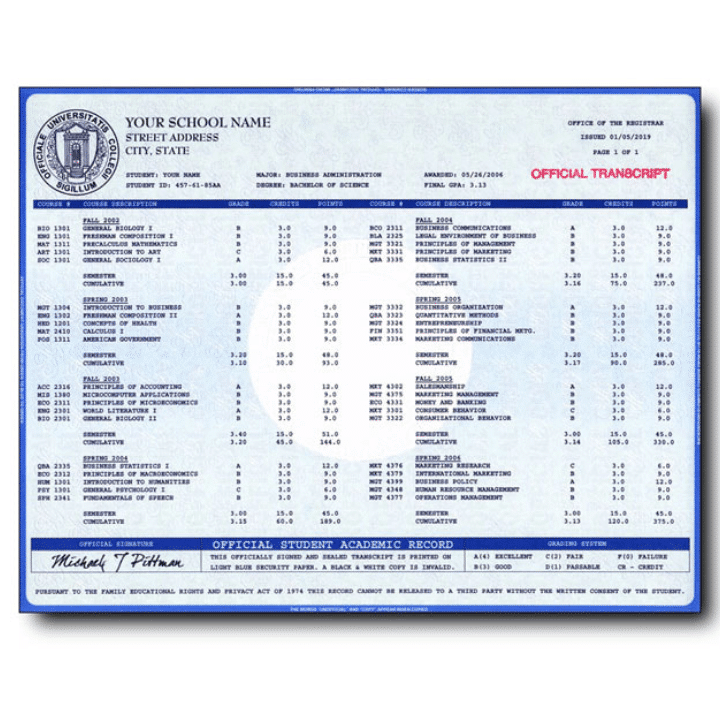 OFFICIALE UNIVERSITATIS COLLEGE
SIGILLUM
YOUR SCHOOL NAME
STREET ADDRESS
CITY, STATE
OFFICE OF THE REGISTRAR
ISSUED 01/05/2019
PAGE 1 OF 1
STUDENT: YOUR NAME MAJOR: BUSINESS ADMINISTRATION AWARDED: 05/26/2006 OFFICIAL TRANSCRIPT
STUDENT ID: 457-61-85AA DEGREE: BACHELOR OF SCIENCE FINAL GPA: 3.13
COURSE # COURSE DESCRIPTION GRADE CREDITS POINTS COURSE # COURSE DESCRIPTION GRADE CREDITS POINTS
FALL 2002
BIO 1301 GENERAL BIOLOGY I B 3.0 9.0
ENG 1301 FRESHMAN COMPOSITION I B 3.0 9.0
MAT 1311 PRECALCULUS MATHEMATICS B 3.0 9.0
ART 1301 INTRODUCTION TO ART C 3.0 6.0
SOC 1301 GENERAL SOCIOLOGY I A 3.0 12.0
SEMESTER 3.00 15.0 45.0
CUMULATIVE 3.00 15.0 45.0
SPRING 2003
MGT 1304 INTRODUCTION TO BUSINESS B 3.0 9.0
ENG 1302 FRESHMAN COMPOSITION II A 3.0 12.0
HED 1201 CONCEPTS OF HEALTH B 3.0 9.0
MAT 2410 CALCULUS I B 3.0 9.0
POS 1311 AMERICAN GOVERNMENT B 3.0 9.0
SEMESTER 3.20 15.0 48.0
CUMULATIVE 3.10 30.0 93.0
FALL 2003
ACC 2316 PRINCIPLES OF ACCOUNTING A 3.0 12.0
MIS 1380 MICROCOMPUTER APPLICATIONS B 3.0 9.0
ECO 2311 PRINCIPLES OF MICROECONOMICS B 3.0 9.0
ENG 2301 WORLD LITERATURE I A 3.0 12.0
BIO 2301 GENERAL BIOLOGY II B 3.0 9.0
SEMESTER 3.40 15.0 51.0
CUMULATIVE 3.20 45.0 144.0
SPRING 2004
QBA 2335 BUSINESS STATISTICS I A 3.0 12.0
ECO 2312 PRINCIPLES OF MACROECONOMICS B 3.0 9.0
HUM 1301 INTRODUCTION TO HUMANITIES B 3.0 9.0
PSY 1301 GENERAL PSYCHOLOGY I C 3.0 6.0
SPH 2341 FUNDAMENTALS OF SPEECH B 3.0 9.0
SEMESTER 3.00 15.0 45.0
CUMULATIVE 3.15 60.0 189.0
FALL 2004
BCO 2311 BUSINESS COMMUNICATIONS A 3.0 12.0
BLA 2325 LEGAL ENVIRONMENT OF BUSINESS B 3.0 9.0
MGT 3321 PRINCIPLES OF MANAGEMENT B 3.0 9.0
MKT 3331 PRINCIPLES OF MARKETING B 3.0 9.0
QBA 3335 BUSINESS STATISTICS II B 3.0 9.0
SEMESTER 3.20 15.0 48.0
CUMULATIVE 3.16 75.0 237.0
SPRING 2005
MGT 3332 BUSINESS ORGANIZATION A 3.0 12.0
QBA 3323 QUANTITATIVE METHODS B 3.0 9.0
MGT 3324 ENTREPRENEURSHIP B 3.0 9.0
FIN 3351 PRINCIPLES OF FINANCIAL METG. B 3.0 9.0
MKT 3334 MARKETING COMMUNICATIONS B 3.0 9.0
SEMESTER 3.20 15.0 48.0
CUMULATIVE 3.17 90.0 285.0
FALL 2005
MKT 4302 SALESMANSHIP A 3.0 12.0
MGT 4375 MARKETING MANAGEMENT B 3.0 9.0
ECO 4331 MONEY AND BANKING B 3.0 9.0
MKT 3301 CONSUMER BEHAVIOR C 3.0 6.0
MGT 3322 ORGANIZATIONAL BEHAVIOR B 3.0 9.0
SEMESTER 3.00 15.0 45.0
CUMULATIVE 3.14 105.0 330.0
SPRING 2006
MKT 4376 MARKETING RESEARCH C 3.0 6.0
MKT 4379 INTERNATIONAL MARKETING B 3.0 9.0
MGT 4399 BUSINESS POLICY A 3.0 12.0
MGT 4348 HUMAN RESOURCE MANAGEMENT B 3.0 9.0
MGT 4377 OPERATIONS MANAGEMENT B 3.0 9.0
SEMESTER 3.00 15.0 45.0
CUMULATIVE 3.13 120.0 375.0
OFFICIAL SIGNATURE OFFICIAL STUDENT ACADEMIC RECORD GRADING SYSTEM
Michael T Pittman
THIS OFFICIALLY SIGNED AND SEALED TRANSCRIPT IS PRINTED ON
LIGHT BLUE SECURITY PAPER. A BLACK & WHITE COPY IS INVALID.
A(4) EXCELLENT C(2) FAIR F(0) FAILURE
B(3) GOOD D(1) PASSABLE CR - CREDIT
PURSUANT TO THE FAMILY EDUCATIONAL RIGHTS AND PRIVACY ACT OF 1974 THIS RECORD CANNOT BE RELEASED TO A THIRD PARTY WITHOUT THE WRITTEN CONSENT OF THE STUDENT.